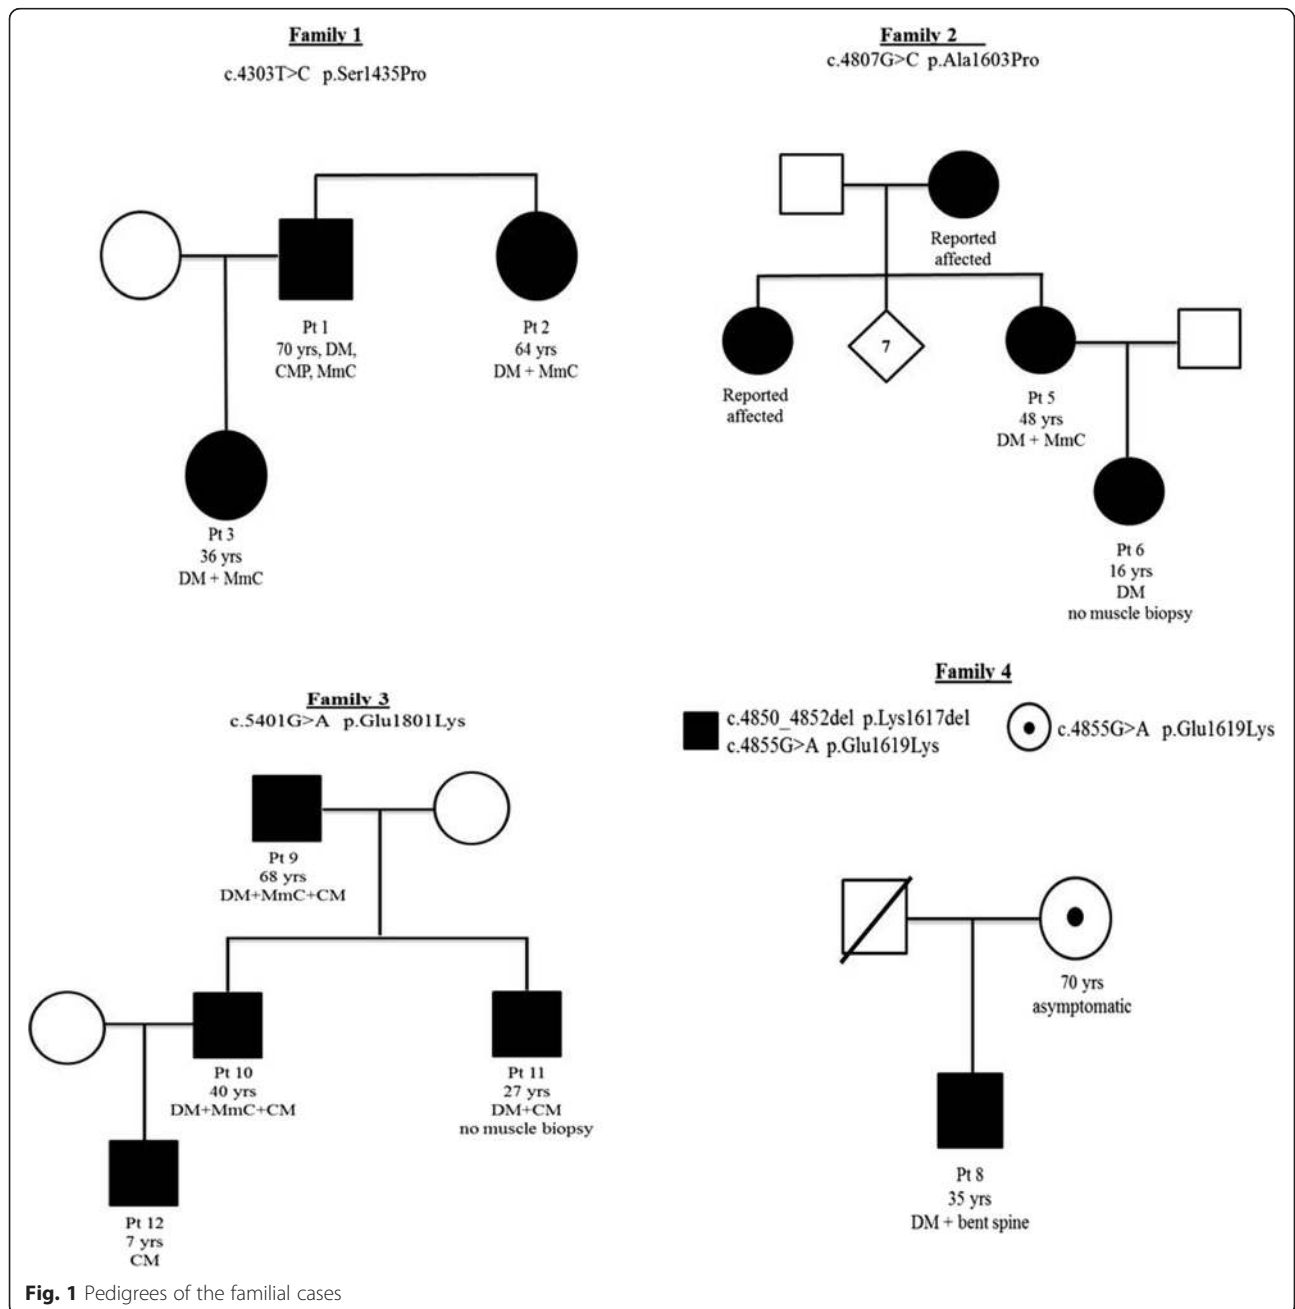 Family 1
c.4303T>C p.Ser1435Pro
Pt 1
70 yrs, DM,
CMP, MmC
Pt 2
64 yrs
DM + MmC
Pt 3
36 yrs
DM + MmC
Family 2
c.4807G>C p.Ala1603Pro
Reported
affected
Reported
affected
7
Pt 5
48 yrs
DM + MmC
Pt 6
16 yrs
DM
no muscle biopsy
Family 3
c.5401G>A p.Glu1801Lys
Pt 9
68 yrs
DM+MmC+CM
Pt 10
40 yrs
DM+MmC+CM
Pt 11
27 yrs
DM+CM
no muscle biopsy
Pt 12
7 yrs
CM
Family 4
c.4850_4852del p.Lys1617del
c.4855G>A p.Glu1619Lys
c.4855G>A p.Glu1619Lys
70 yrs
asymptomatic
Pt 8
35 yrs
DM + bent spine
Fig. 1 Pedigrees of the familial cases